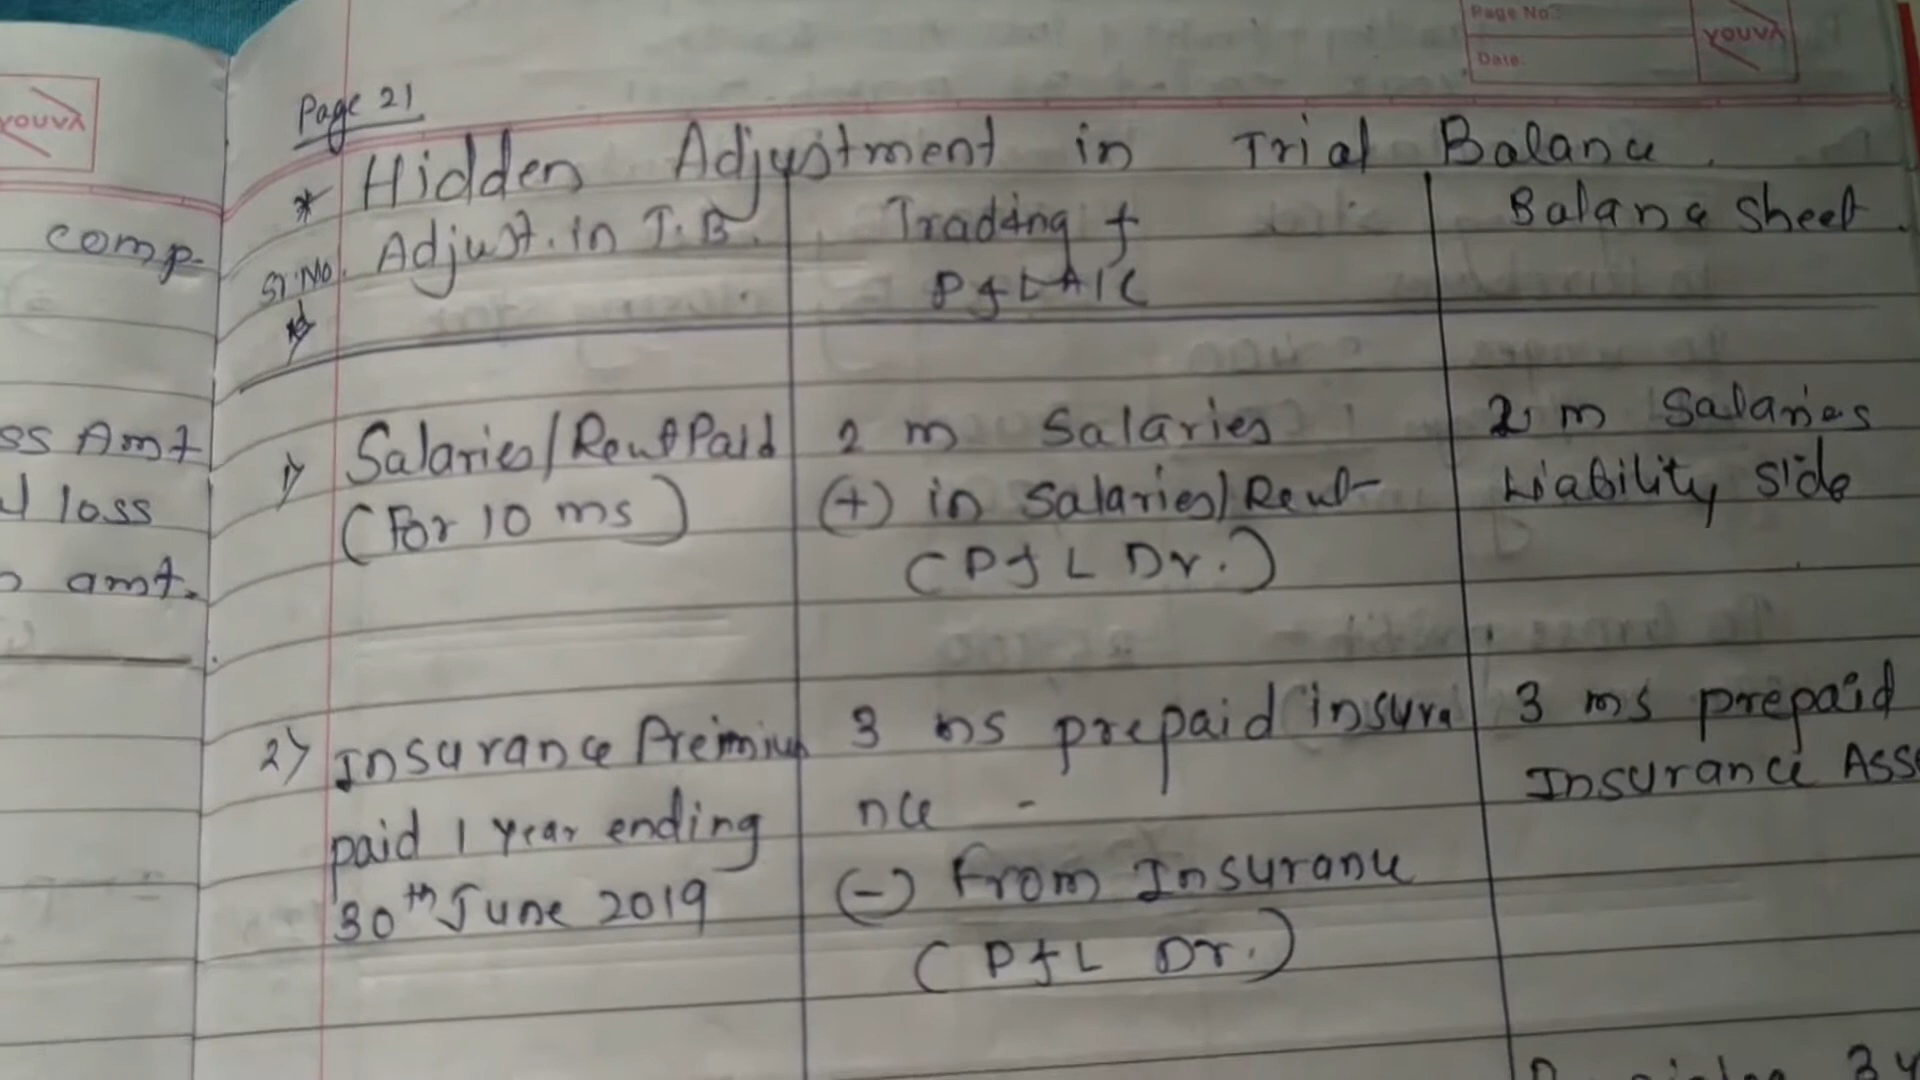 Page No.:
Date:
YOUVA
YOUVA
Page 21
* Hidden Adjustment in Trial Balance.
Sr.No. Adjust. in T.B. Trading & P&L A/C Balance Sheet.
comp.
ss Amt
loss
amt.
1) Salaries/Rent Paid 2 m Salaries 2 m Salaries
(For 10 ms) (+) in Salaries/Rent Liability side
(P&L Dr.)
2) Insurance Premium 3 ms prepaid insura 3 ms prepaid
paid 1 year ending nce - Insurance Ass
30th June 2019 (-) From Insurance
(P&L Dr.)